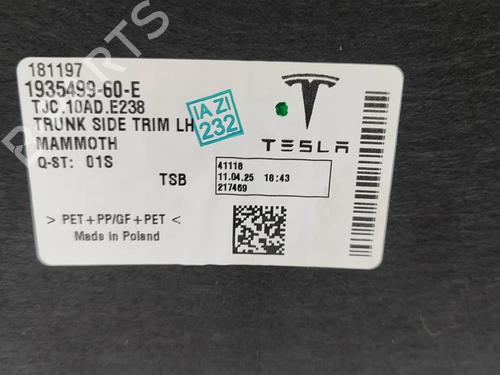 181197
1935499-60-E
TJC.10AD.E238
TRUNK SIDE TRIM LH
MAMMOTH
Q-ST: 01S
IA ZI
232
TESLA
TSB
41118
11.04.25 18:43
217469
> PET+PP/GF+PET <
Made in Poland